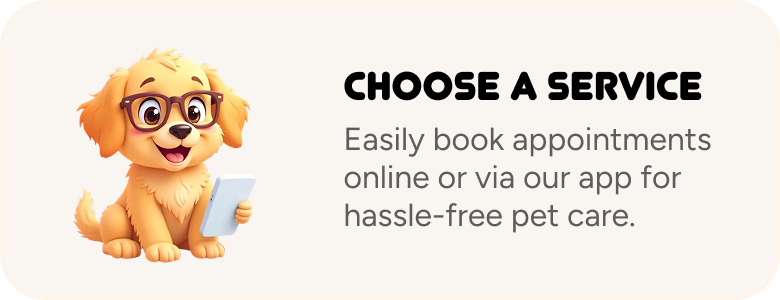 CHOOSE A SERVICE
Easily book appointments
online or via our app for
hassle-free pet care.